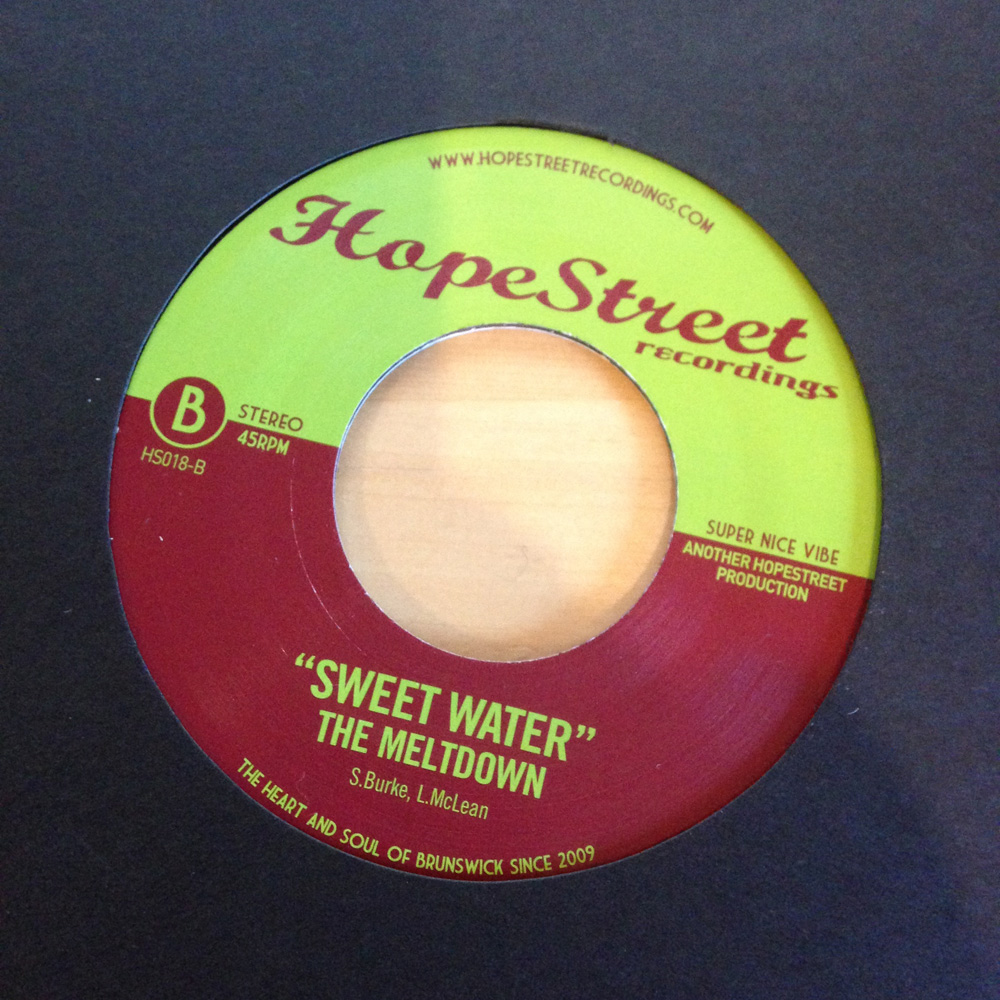 WWW.HOPESTREETRECORDINGS.COM
HopeStreet
recordings
B
STEREO
45RPM
HS018-B
SUPER NICE VIBE
ANOTHER HOPESTREET
PRODUCTION
"SWEET WATER"
THE MELTDOWN
S.Burke, L.McLean
THE HEART AND SOUL OF BRUNSWICK SINCE 2009